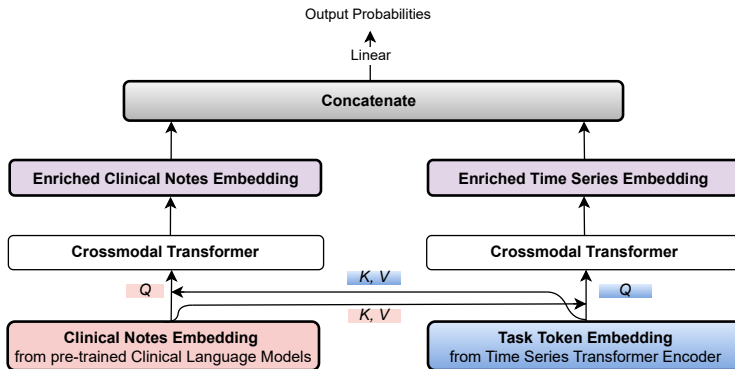 Output Probabilities
Linear
Concatenate
Enriched Clinical Notes Embedding
Enriched Time Series Embedding
Crossmodal Transformer
Crossmodal Transformer
K, V
Q
Q
K, V
Clinical Notes Embedding
from pre-trained Clinical Language Models
Task Token Embedding
from Time Series Transformer Encoder